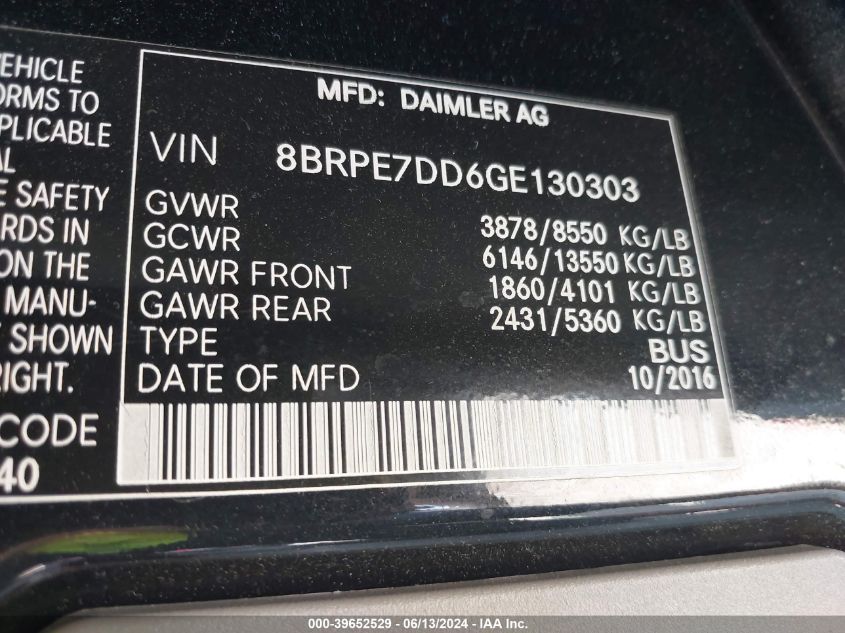 EHICLE
ORMS TO
PLICABLE
AL
E SAFETY
RDS IN
ON THE
MANU-
SHOWN
RIGHT.
CODE
40
MFD: DAIMLER AG
VIN 8BRPE7DD6GE130303
GVWR 3878/8550 KG/LB
GCWR 6146/13550 KG/LB
GAWR FRONT 1860/4101 KG/LB
GAWR REAR 2431/5360 KG/LB
TYPE BUS
DATE OF MFD 10/2016
000-39652529 - 06/13/2024 - IAA Inc.